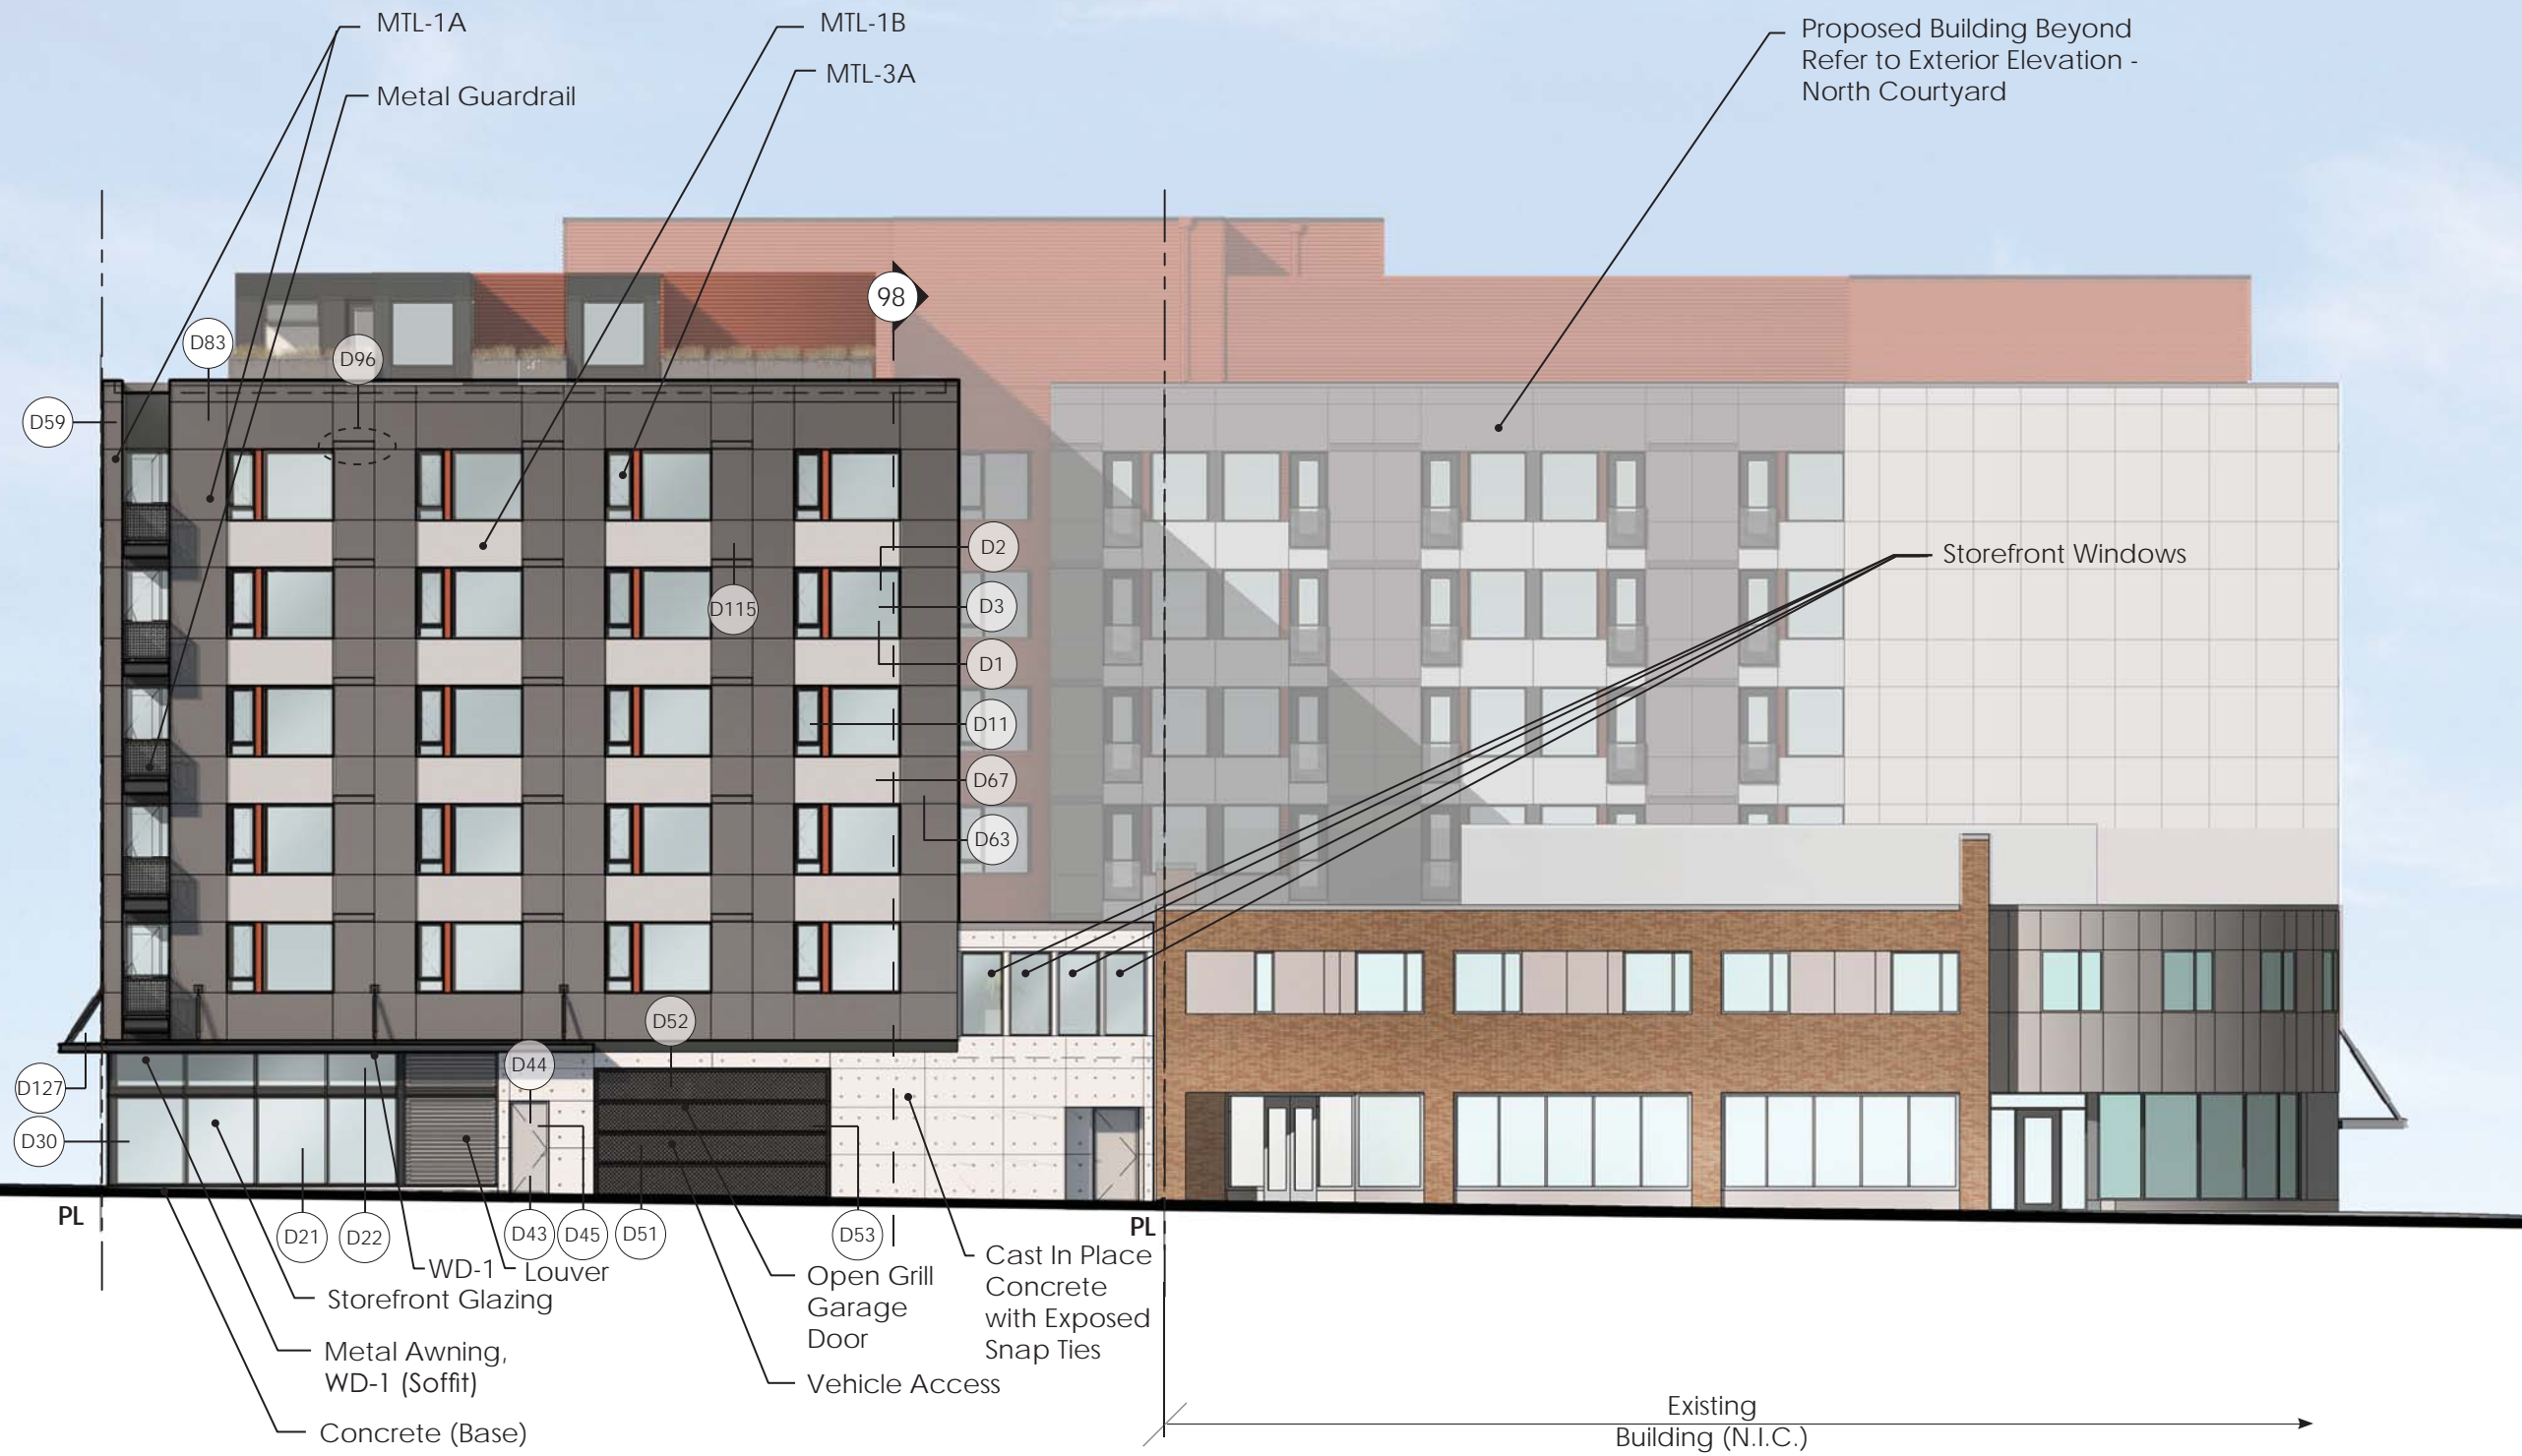 MTL-1A
MTL-1B
Proposed Building Beyond
Refer to Exterior Elevation -
North Courtyard
MTL-3A
Metal Guardrail
98
D83
D96
D59
D2
Storefront Windows
D3
D115
D1
D11
D67
D63
D52
D44
D127
D30
PL
PL
D21
D22
D43
D45
D51
D53
WD-1
Louver
Storefront Glazing
Open Grill
Garage
Door
Cast In Place
Concrete
with Exposed
Snap Ties
Metal Awning,
WD-1 (Soffit)
Vehicle Access
Concrete (Base)
Existing
Building (N.I.C.)